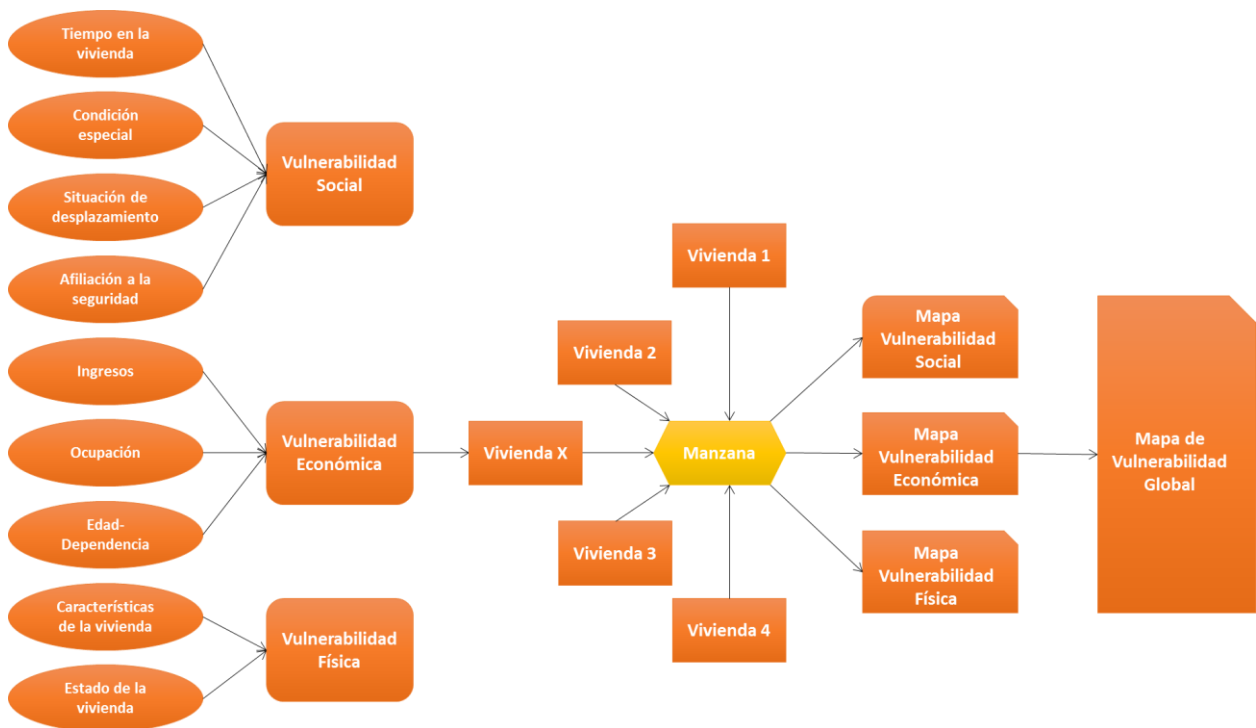 Tiempo en la
vivienda
Condición
especial
Situación de
desplazamiento
Afiliación a la
seguridad
Ingresos
Ocupación
Edad-
Dependencia
Características
de la vivienda
Estado de la
vivienda
Vulnerabilidad
Social
Vulnerabilidad
Económica
Vulnerabilidad
Física
Vivienda X
Vivienda 1
Vivienda 2
Vivienda 3
Vivienda 4
Manzana
Mapa
Vulnerabilidad
Social
Mapa
Vulnerabilidad
Económica
Mapa
Vulnerabilidad
Física
Mapa de
Vulnerabilidad
Global